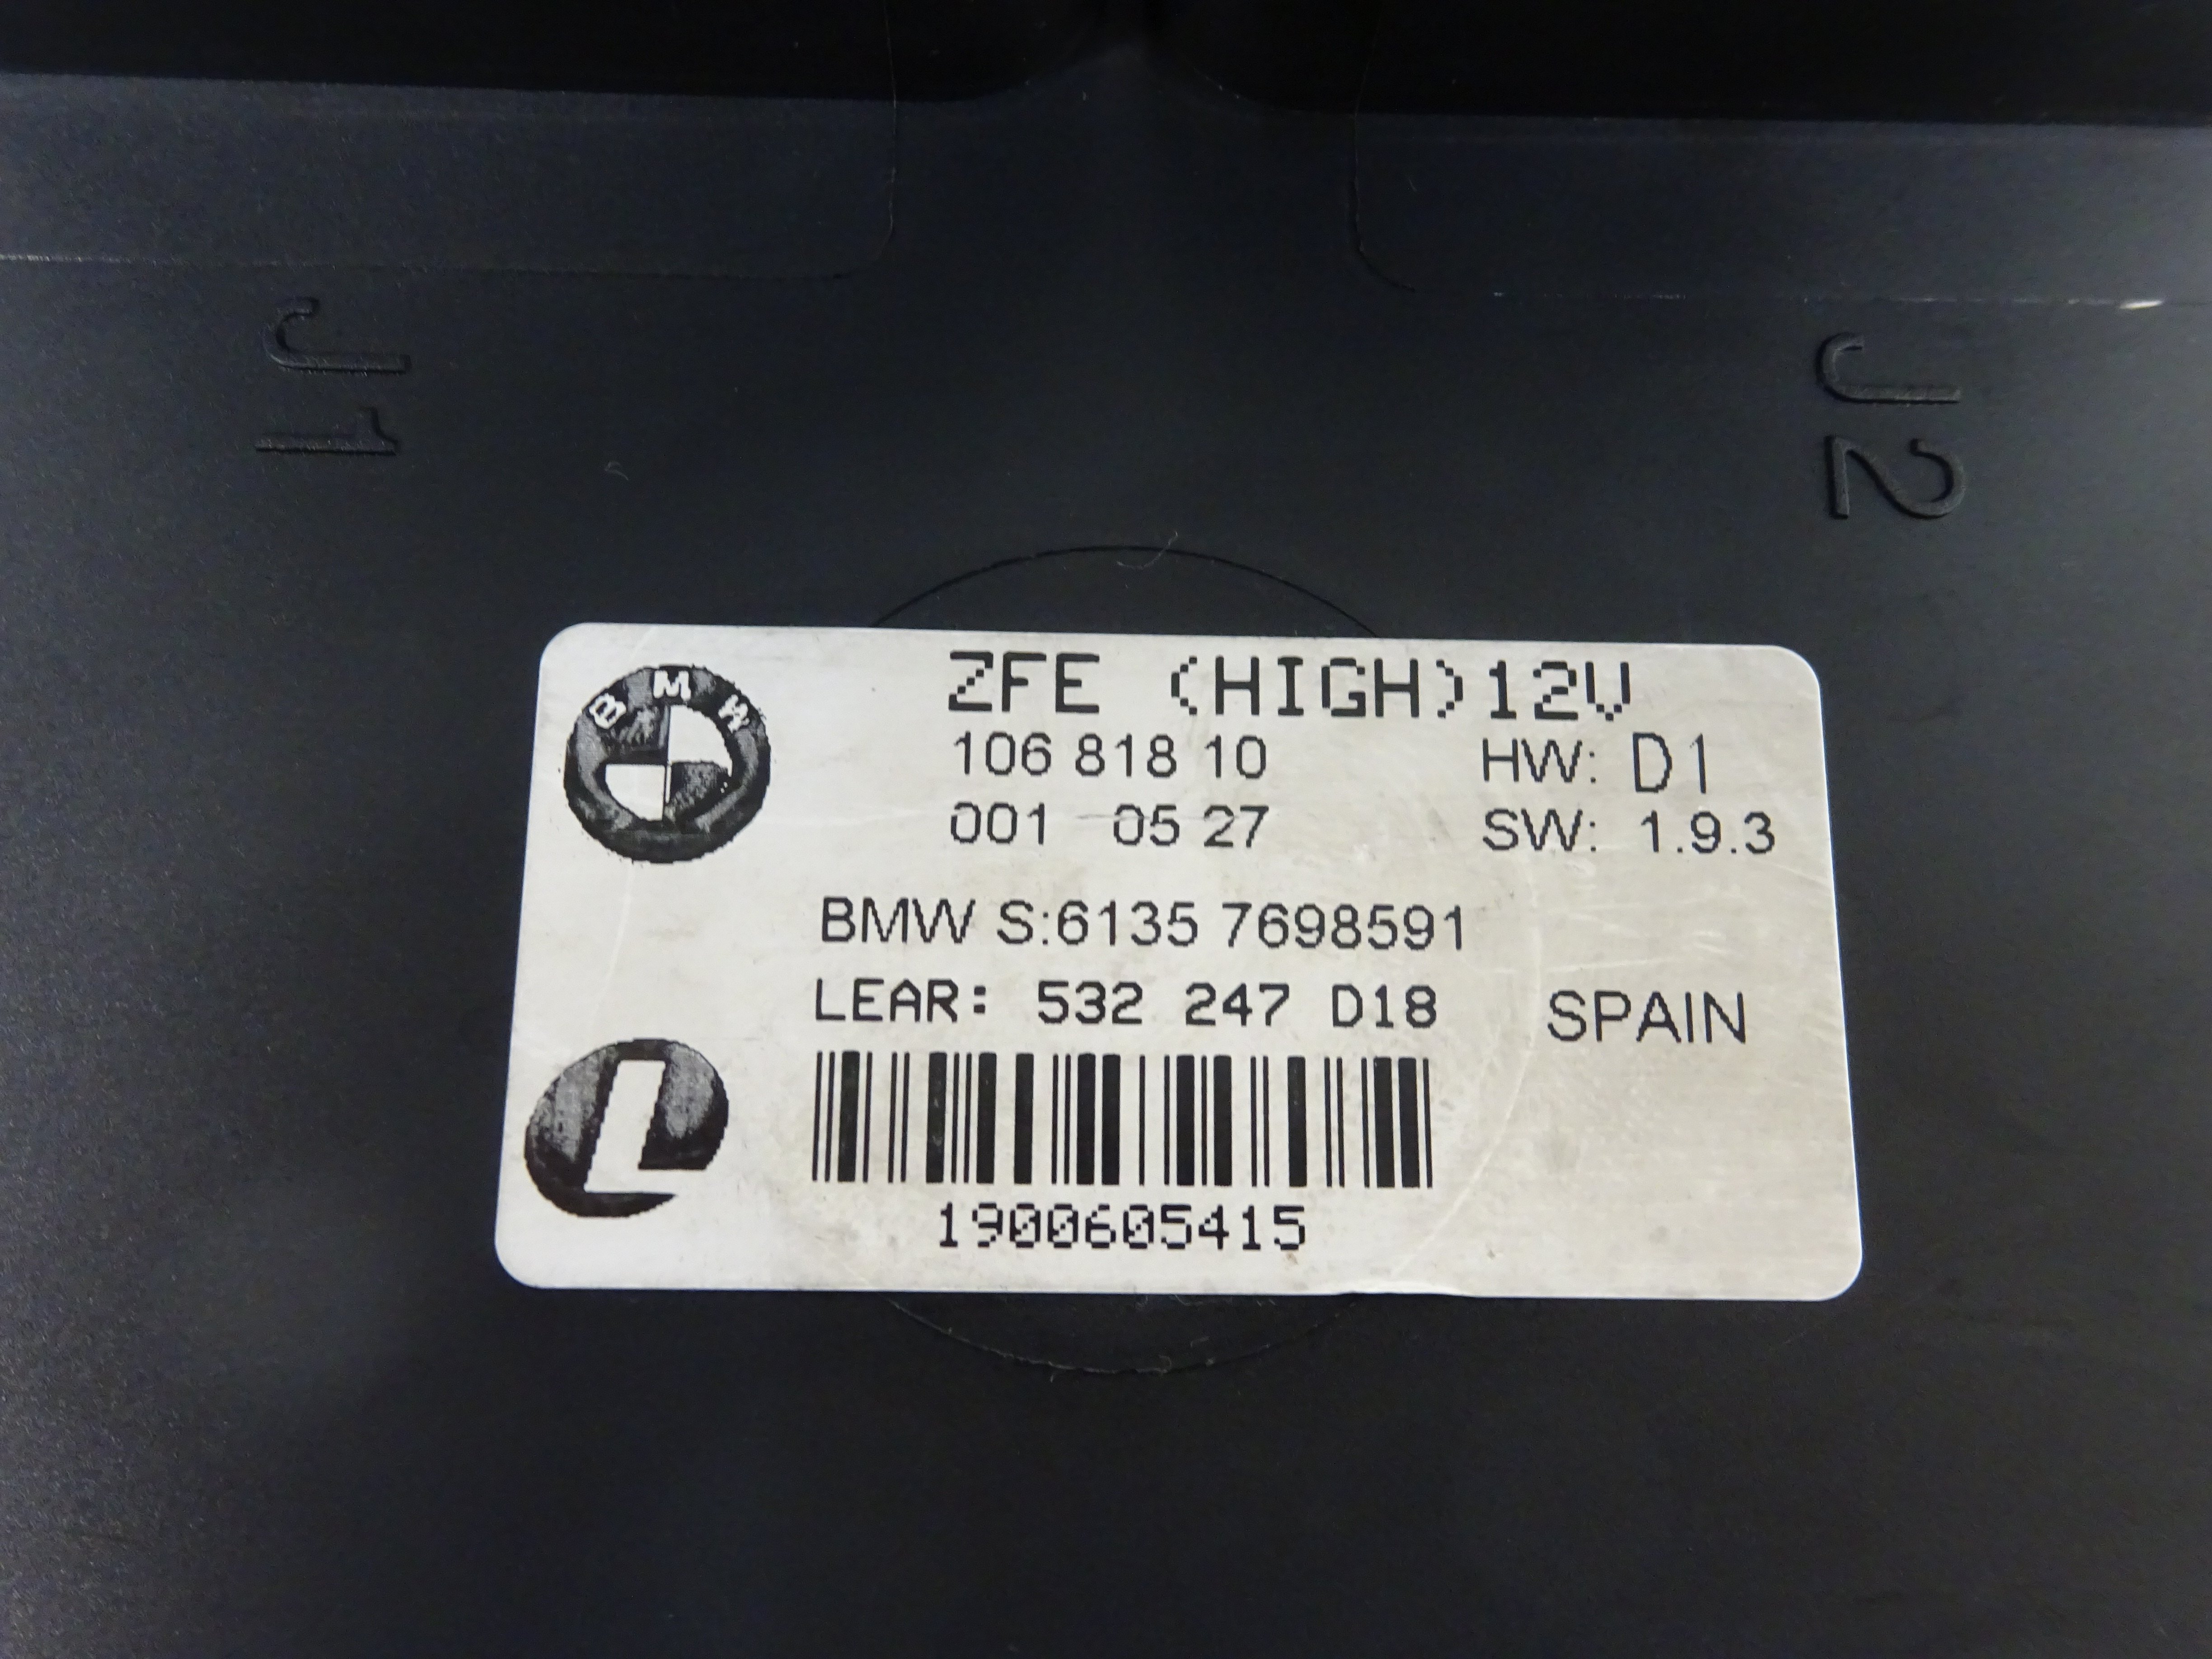 J1
J2
BMW
ZFE (HIGH)12V
106 818 10 HW: D1
001 05 27 SW: 1.9.3
BMW S:6135 7698591
LEAR: 532 247 D18 SPAIN
L
1900605415